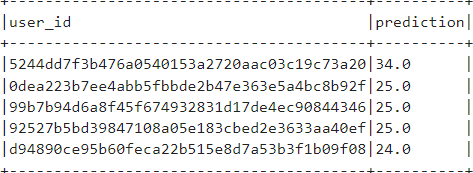 user_id prediction
5244dd7f3b476a0540153a2720aac03c19c73a20 34.0
0dea223b7ee4abb5fbbde2b47e363e5a4bc8b92f 25.0
99b7b94d6a8f45f674932831d17de4ec90844346 25.0
92527b5bd39847108a05e183cbed2e3633aa40ef 25.0
d94890ce95b60feca22b515e8d7a53b3f1b09f08 24.0